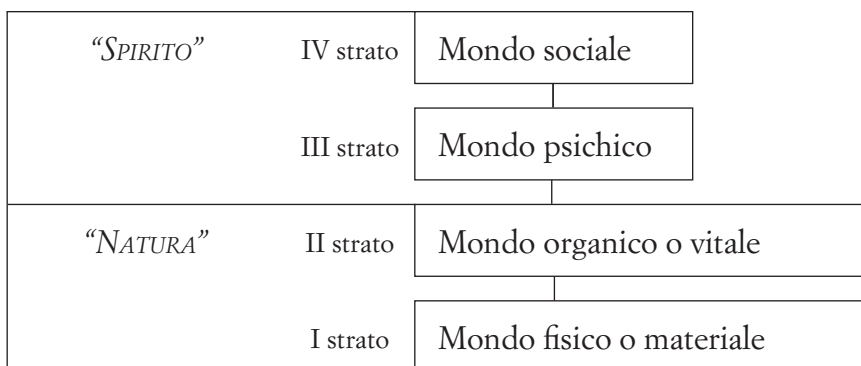 “SPIRITO” IV strato Mondo sociale
III strato Mondo psichico
“NATURA” II strato Mondo organico o vitale
I strato Mondo fisico o materiale